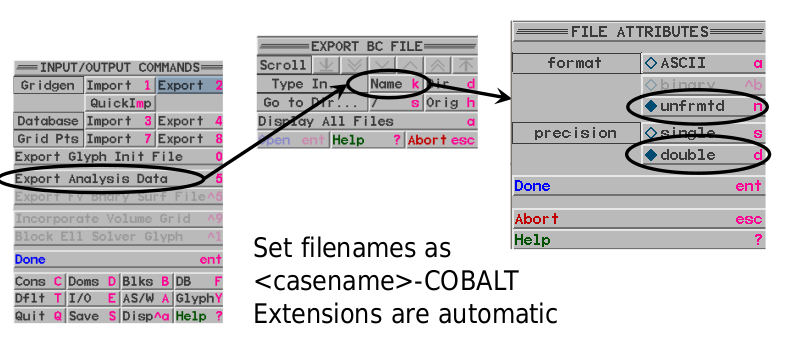 INPUT/OUTPUT COMMANDS
Gridgen Import 1 Export 2
QuickImp
Database Import 3 Export 4
Grid Pts Import 7 Export 8
Export Glyph Init File 0
Export Analysis Data 5
Export FV Bnary Surf File ^5
Incorporate Volume Grid ^9
Block Ell Solver Glyph ^1
Done ent
Cons C Doms D Blks B DB F
Dflt T I/O E AS/W A Glyph Y
Quit Q Save S Disp ^a Help ?
EXPORT BC FILE
Scroll
Type In... Name k Dir d
Go to Dir... / s Orig h
Display All Files a
Open ent Help ? Abort esc
FILE ATTRIBUTES
format ASCII a
binary ^b
unfrmtd n
precision single s
double d
Done ent
Abort esc
Help ?
Set filenames as
<casename>-COBALT
Extensions are automatic